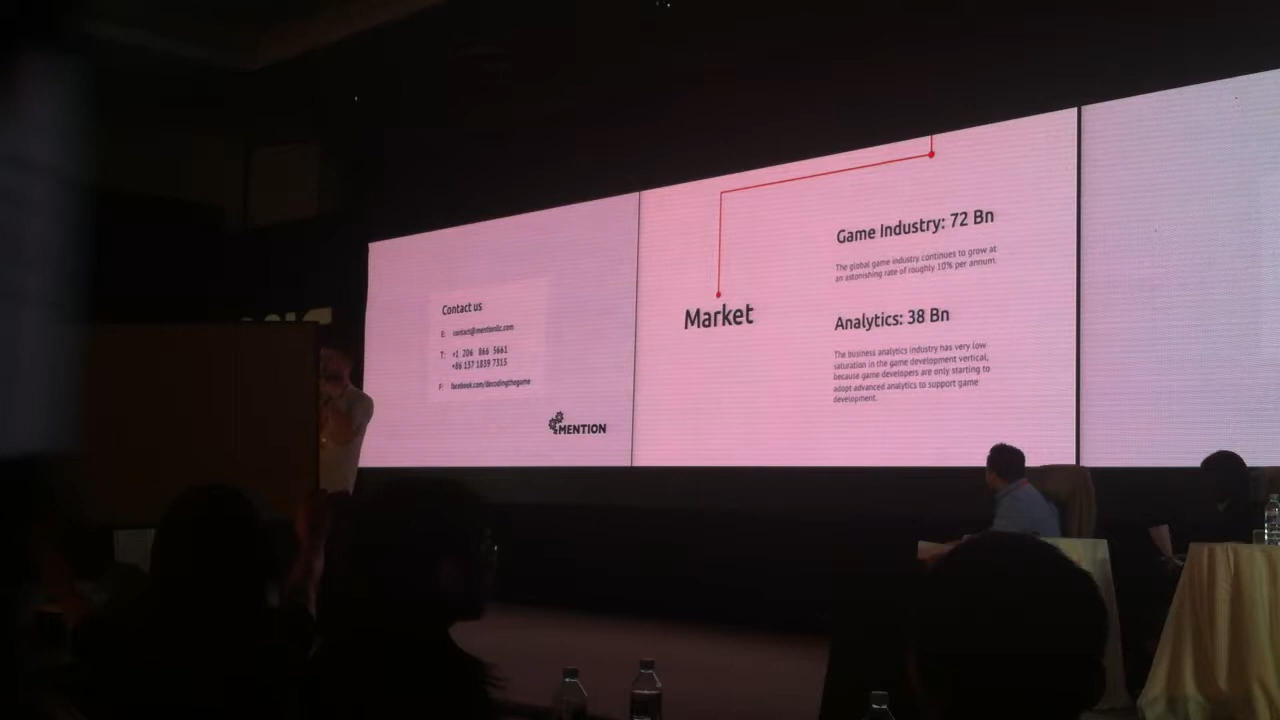 Contact us
E: contact@mentionllc.com
T: +1 206 866 5661
+86 137 1839 7315
F: facebook.com/decodingthegame
MENTION
Market
Game Industry: 72 Bn
The global game industry continues to grow at
an astonishing rate of roughly 10% per annum.
Analytics: 38 Bn
The business analytics industry has very low
saturation in the game development vertical,
because game developers are only starting to
adopt advanced analytics to support game
development.